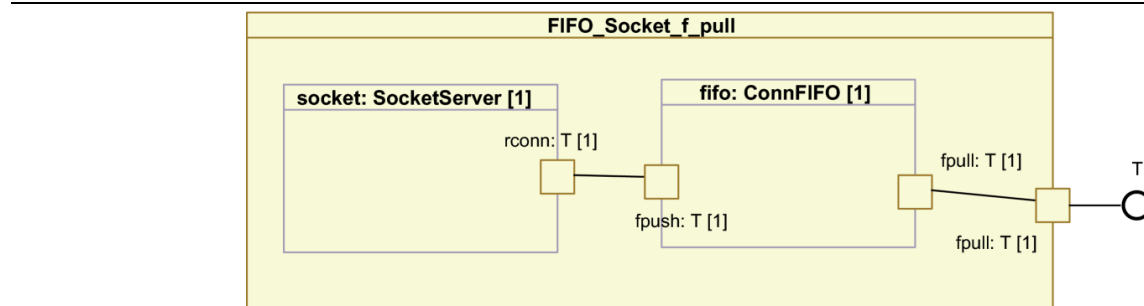 FIFO_Socket_f_pull
socket: SocketServer [1]
fifo: ConnFIFO [1]
rconn: T [1]
fpush: T [1]
fpull: T [1]
fpull: T [1]
T